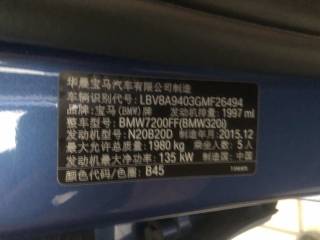 华晨宝马汽车有限公司制造
车辆识别代号: LBV8A9403GMF26494
品牌: 宝马 (BMW) 发动机排量: 1997 ml
整车型号: BMW7200FF(BMW320i)
发动机型号: N20B20D 制造年月: 2015.12
最大允许总质量: 1980 kg 乘坐人数: 5 人
发动机最大净功率: 135 kW 制造国: 中国
颜色代码/色圈: B45